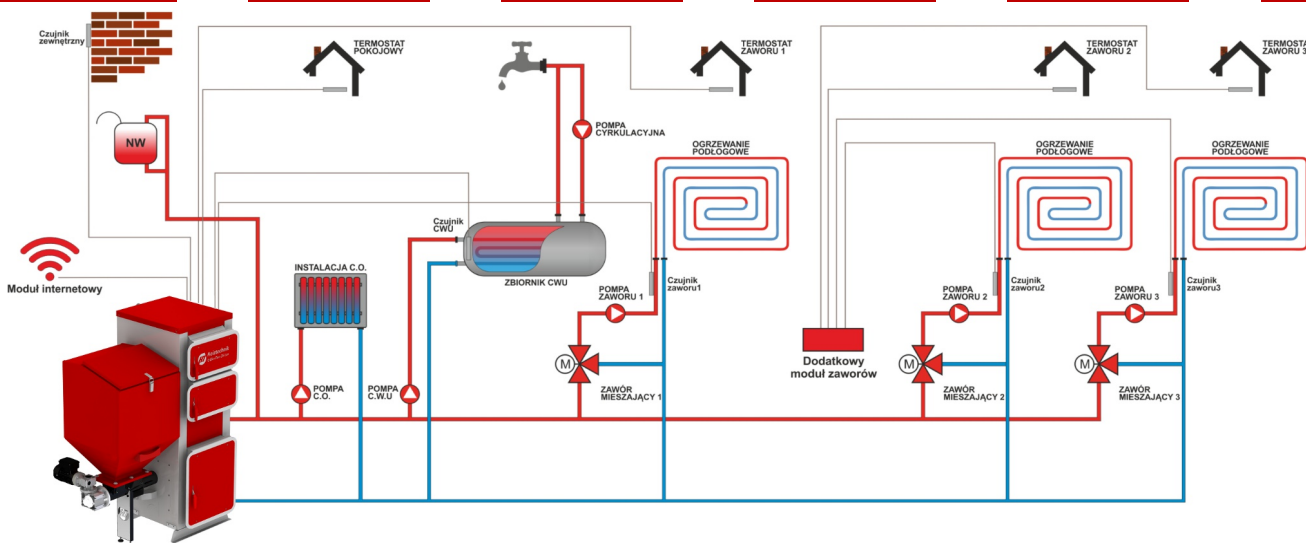 Czujnik
zewnętrzny
TERMOSTAT
POKOJOWY
TERMOSTAT
ZAWORU 1
TERMOSTAT
ZAWORU 2
TERMOSTAT
ZAWORU 3
NW
POMPA
CYRKULACYJNA
OGRZEWANIE
PODŁOGOWE
OGRZEWANIE
PODŁOGOWE
OGRZEWANIE
PODŁOGOWE
Czujnik
CWU
ZBIORNIK CWU
INSTALACJA C.O.
Moduł internetowy
POMPA
ZAWORU 1
Czujnik
zaworu1
POMPA
ZAWORU 2
Czujnik
zaworu2
POMPA
ZAWORU 3
Czujnik
zaworu3
M
M
M
Dodatkowy
moduł zaworów
POMPA
C.O.
POMPA
C.W.U
ZAWÓR
MIESZAJĄCY 1
ZAWÓR
MIESZAJĄCY 2
ZAWÓR
MIESZAJĄCY 3